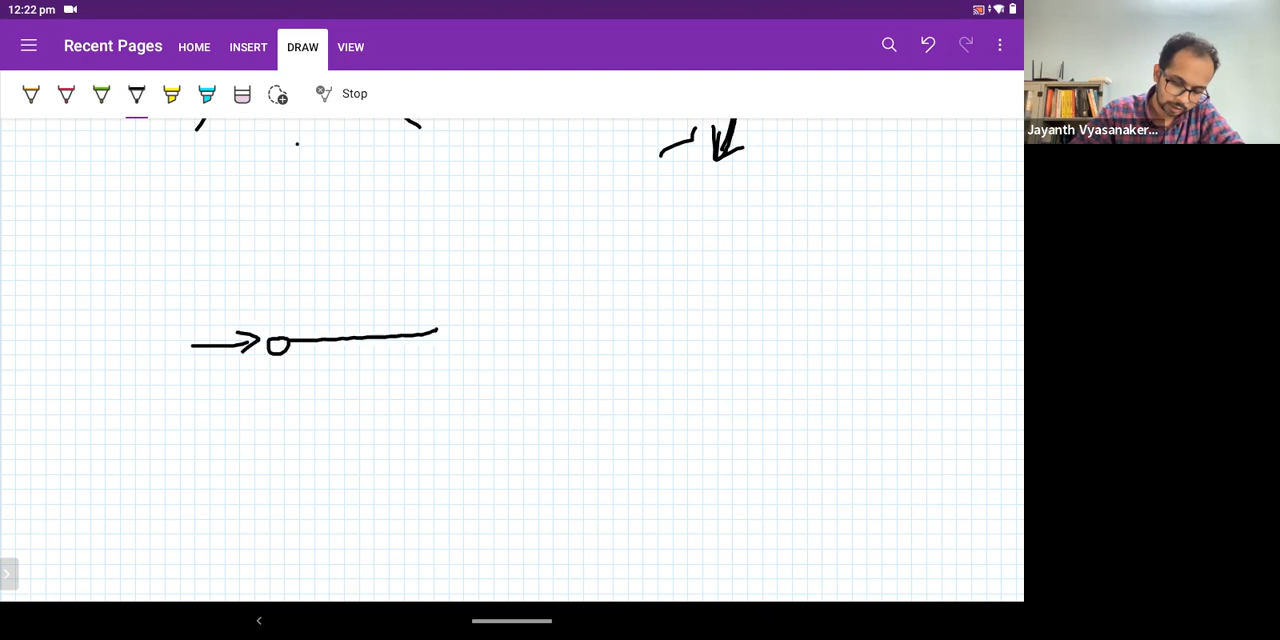 12:22 pm
Recent Pages HOME INSERT DRAW VIEW
Stop
Jayanth Vyasanaker...